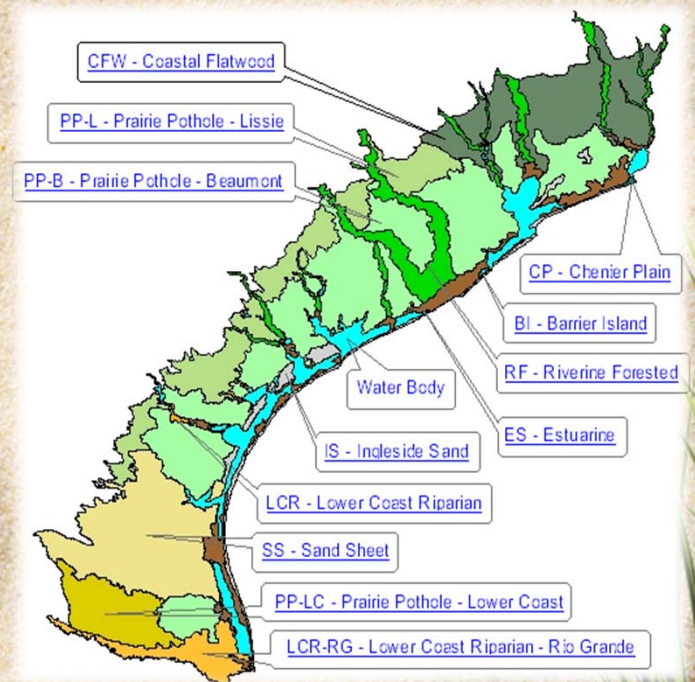 CFW - Coastal Flatwood
PP-L - Prairie Pothole - Lissie
PP-B - Prairie Pothole - Beaumont
CP - Chenier Plain
BI - Barrier Island
RF - Riverine Forested
Water Body
ES - Estuarine
IS - Ingleside Sand
LCR - Lower Coast Riparian
SS - Sand Sheet
PP-LC - Prairie Pothole - Lower Coast
LCR-RG - Lower Coast Riparian - Rio Grande